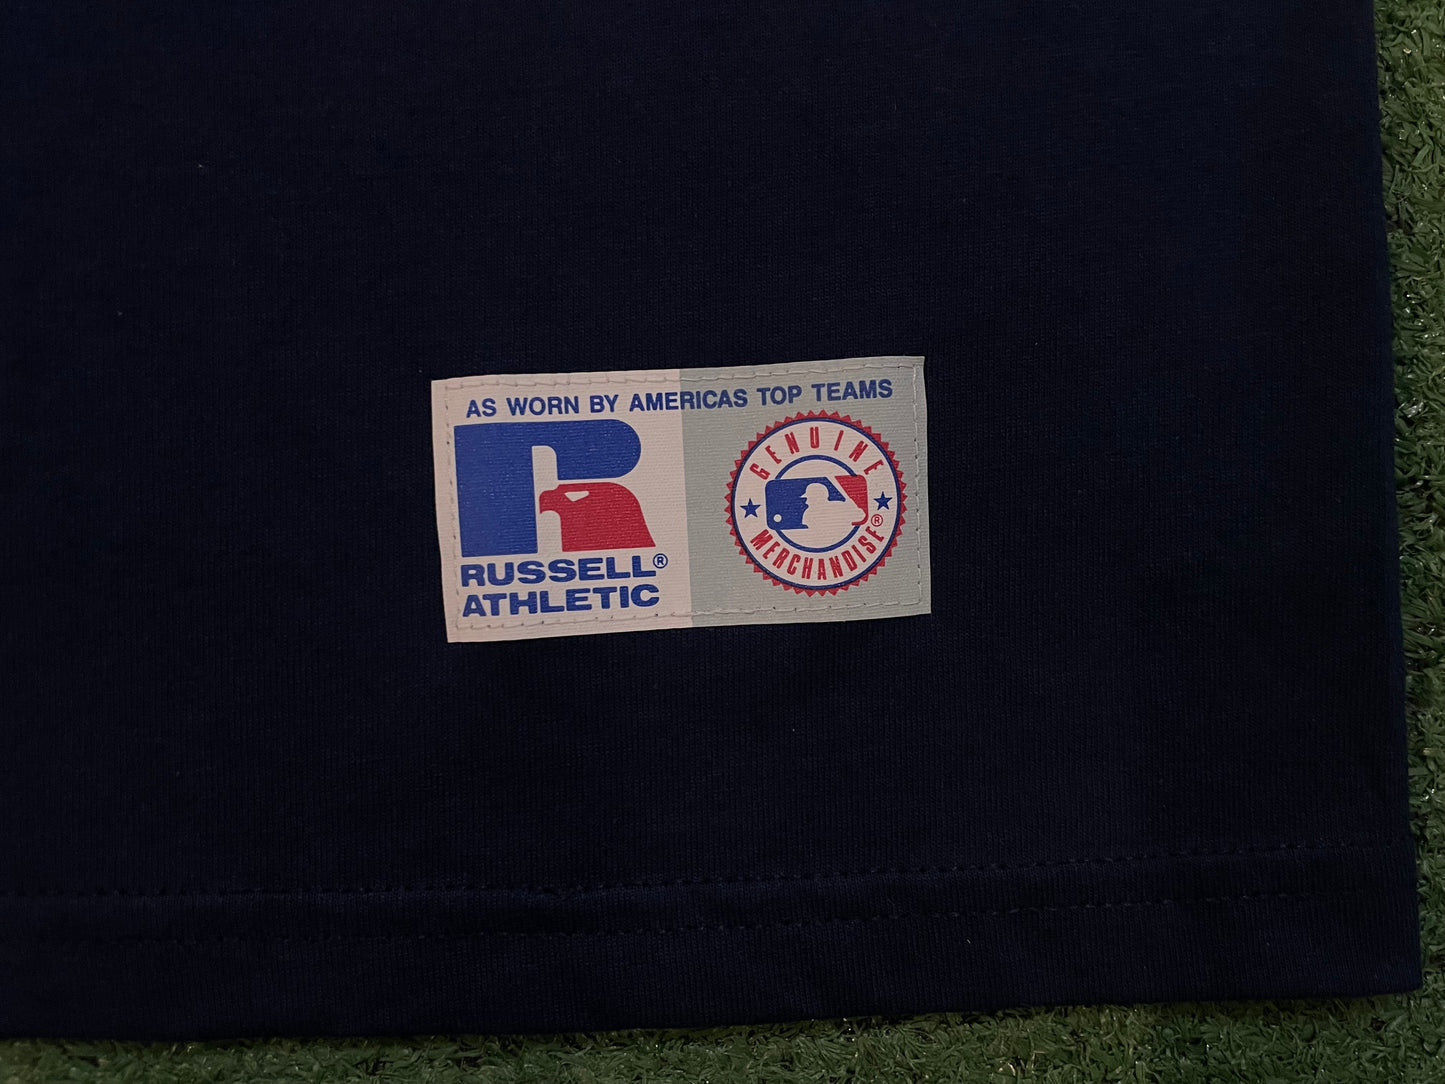 AS WORN BY AMERICAS TOP TEAMS
RUSSELL®
ATHLETIC
GENUINE
MERCHANDISE®